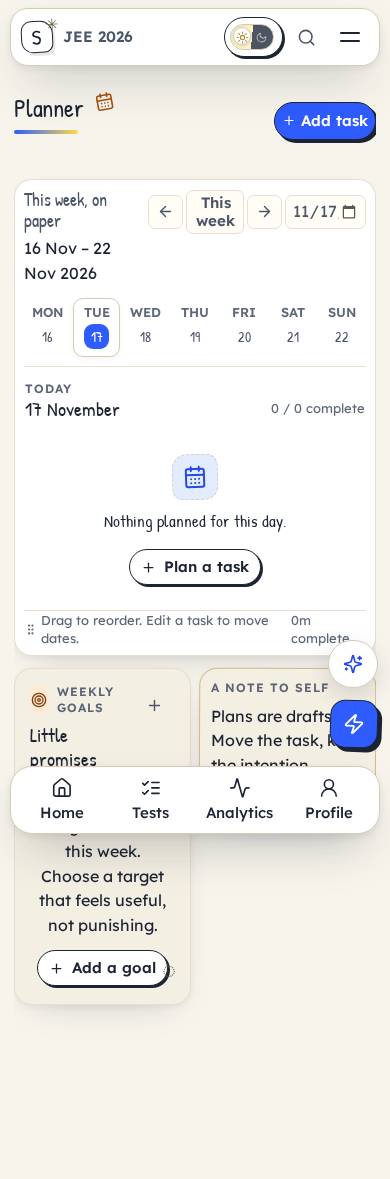 S JEE 2026
Planner
+ Add task
This week, on
paper
16 Nov – 22
Nov 2026
This
week
11/17
MON TUE WED THU FRI SAT SUN
16 17 18 19 20 21 22
TODAY
17 November
0 / 0 complete
Nothing planned for this day.
+ Plan a task
Drag to reorder. Edit a task to move
dates.
0m
complete
WEEKLY
GOALS
+
Little
promises
A NOTE TO SELF
Plans are drafts
Move the task,
the intention
Home Tests Analytics Profile
this week.
Choose a target
that feels useful,
not punishing.
+ Add a goal